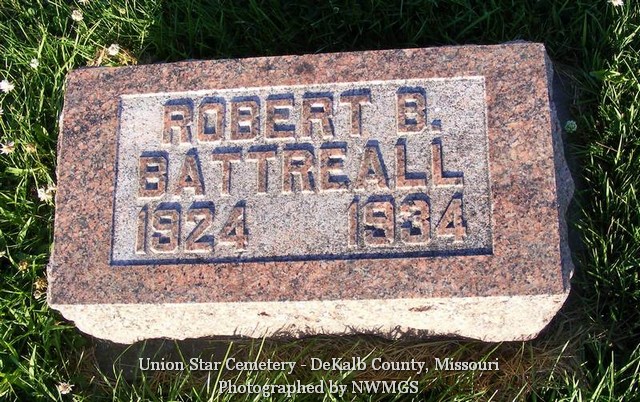 ROBERT B.
BATTREALL
1924 1934
Union Star Cemetery - DeKalb County, Missouri
Photographed by NWMGS